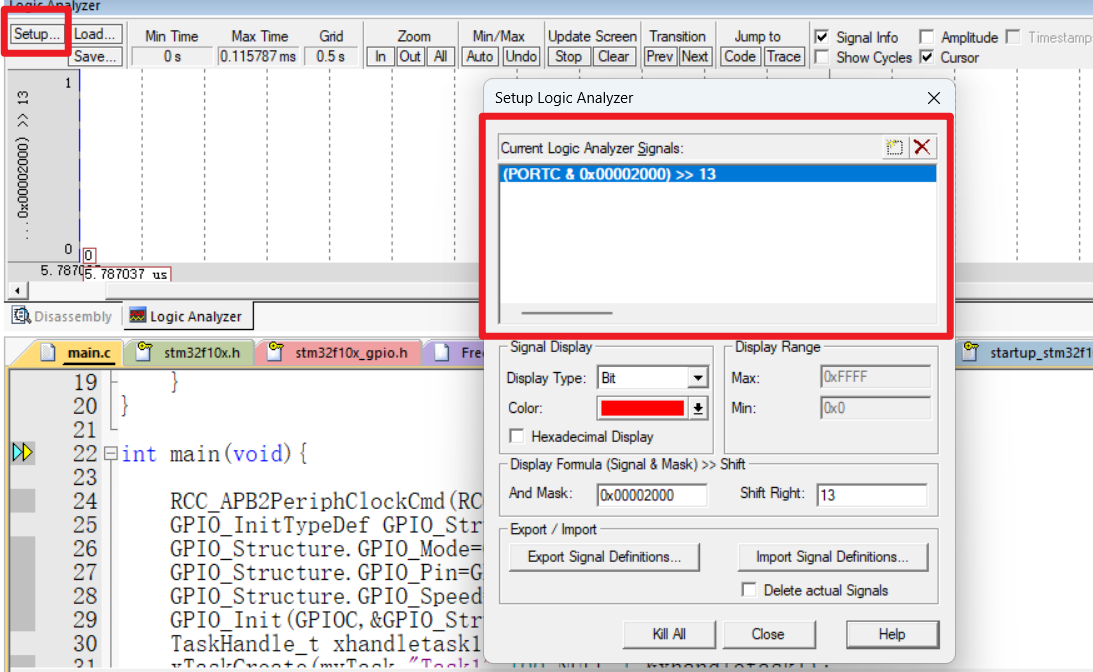 Logic Analyzer
Setup... Load... Min Time Max Time Grid Zoom Min/Max Update Screen Transition Jump to Signal Info Amplitude Timestamp
Save... 0 s 0.115787 ms 0.5 s In Out All Auto Undo Stop Clear Prev Next Code Trace Show Cycles Cursor
1
...0x00002000) >> 13
0
0
5.787037 us
Disassembly Logic Analyzer
main.c stm32f10x.h stm32f10x_gpio.h startup_stm32f1
19 }
20 }
21
22 int main(void){
23
24 RCC_APB2PeriphClockCmd(RC
25 GPIO_InitTypeDef GPIO_Str
26 GPIO_Structure.GPIO_Mode=
27 GPIO_Structure.GPIO_Pin=G
28 GPIO_Structure.GPIO_Speed
29 GPIO_Init(GPIOC,&GPIO_Str
30 TaskHandle_t xhandletask1
31 xTaskCreate(myTask,"Task1"
Setup Logic Analyzer
Current Logic Analyzer Signals:
(PORTC & 0x00002000) >> 13
Signal Display
Display Type: Bit
Color:
Hexadecimal Display
Display Range
Max: 0xFFFF
Min: 0x0
Display Formula (Signal & Mask) >> Shift
And Mask: 0x00002000 Shift Right: 13
Export / Import
Export Signal Definitions... Import Signal Definitions...
Delete actual Signals
Kill All Close Help